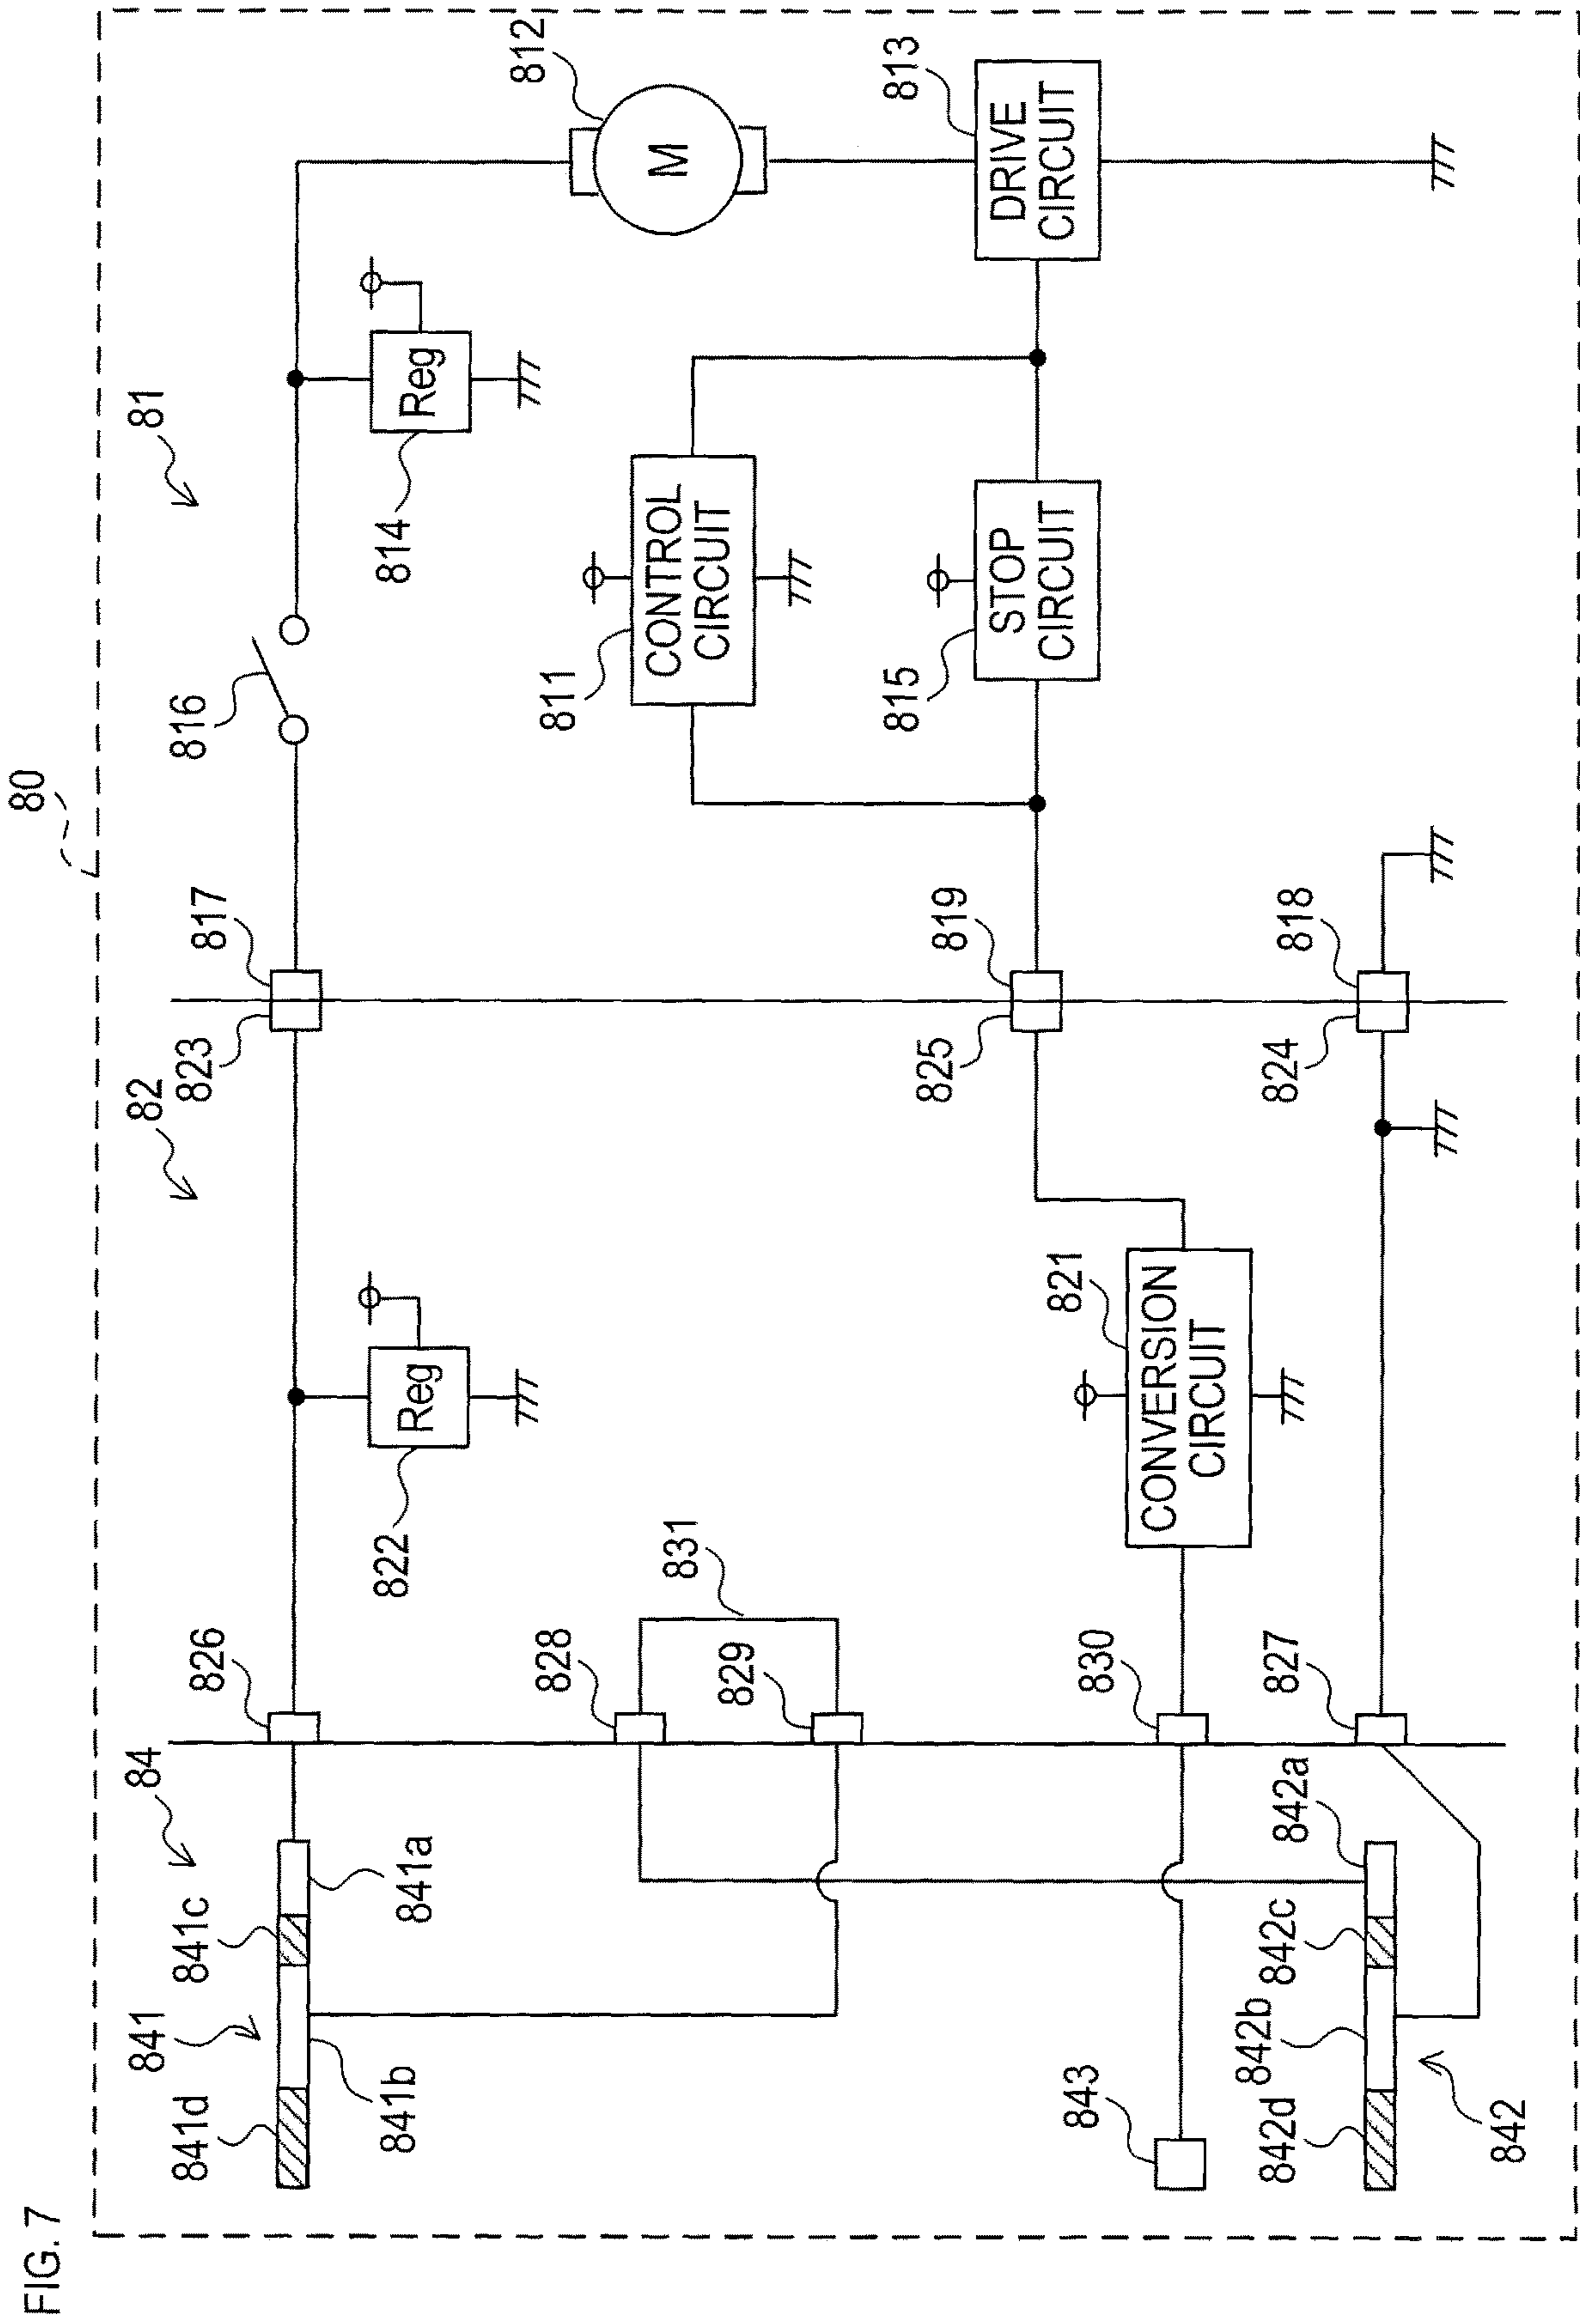 FIG. 7
80
84
82
81
841
841d
841c
841b
841a
826
823
817
816
822
Reg
814
Reg
812
M
828
829
831
811
CONTROL
CIRCUIT
825
819
815
STOP
CIRCUIT
813
DRIVE
CIRCUIT
843
830
821
CONVERSION
CIRCUIT
842
842d
842b
842c
842a
827
824
818